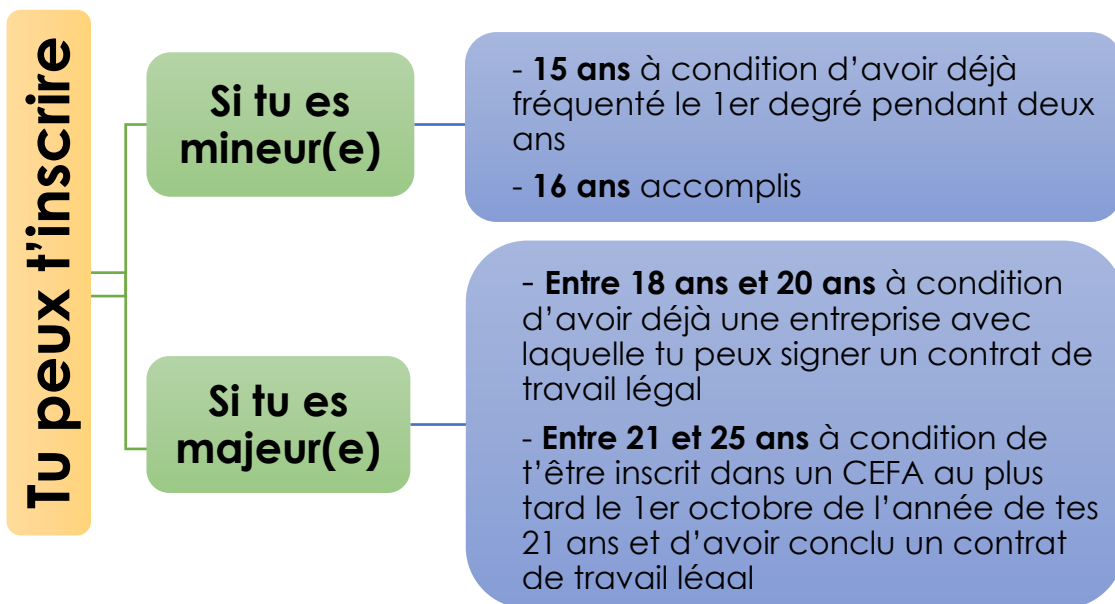 Tu peux t'inscrire
Si tu es
mineur(e)
- 15 ans à condition d'avoir déjà
fréquenté le 1er degré pendant deux
ans
- 16 ans accomplis
Si tu es
majeur(e)
- Entre 18 ans et 20 ans à condition
d'avoir déjà une entreprise avec
laquelle tu peux signer un contrat de
travail légal
- Entre 21 et 25 ans à condition de
t'être inscrit dans un CEFA au plus
tard le 1er octobre de l'année de tes
21 ans et d'avoir conclu un contrat
de travail légal